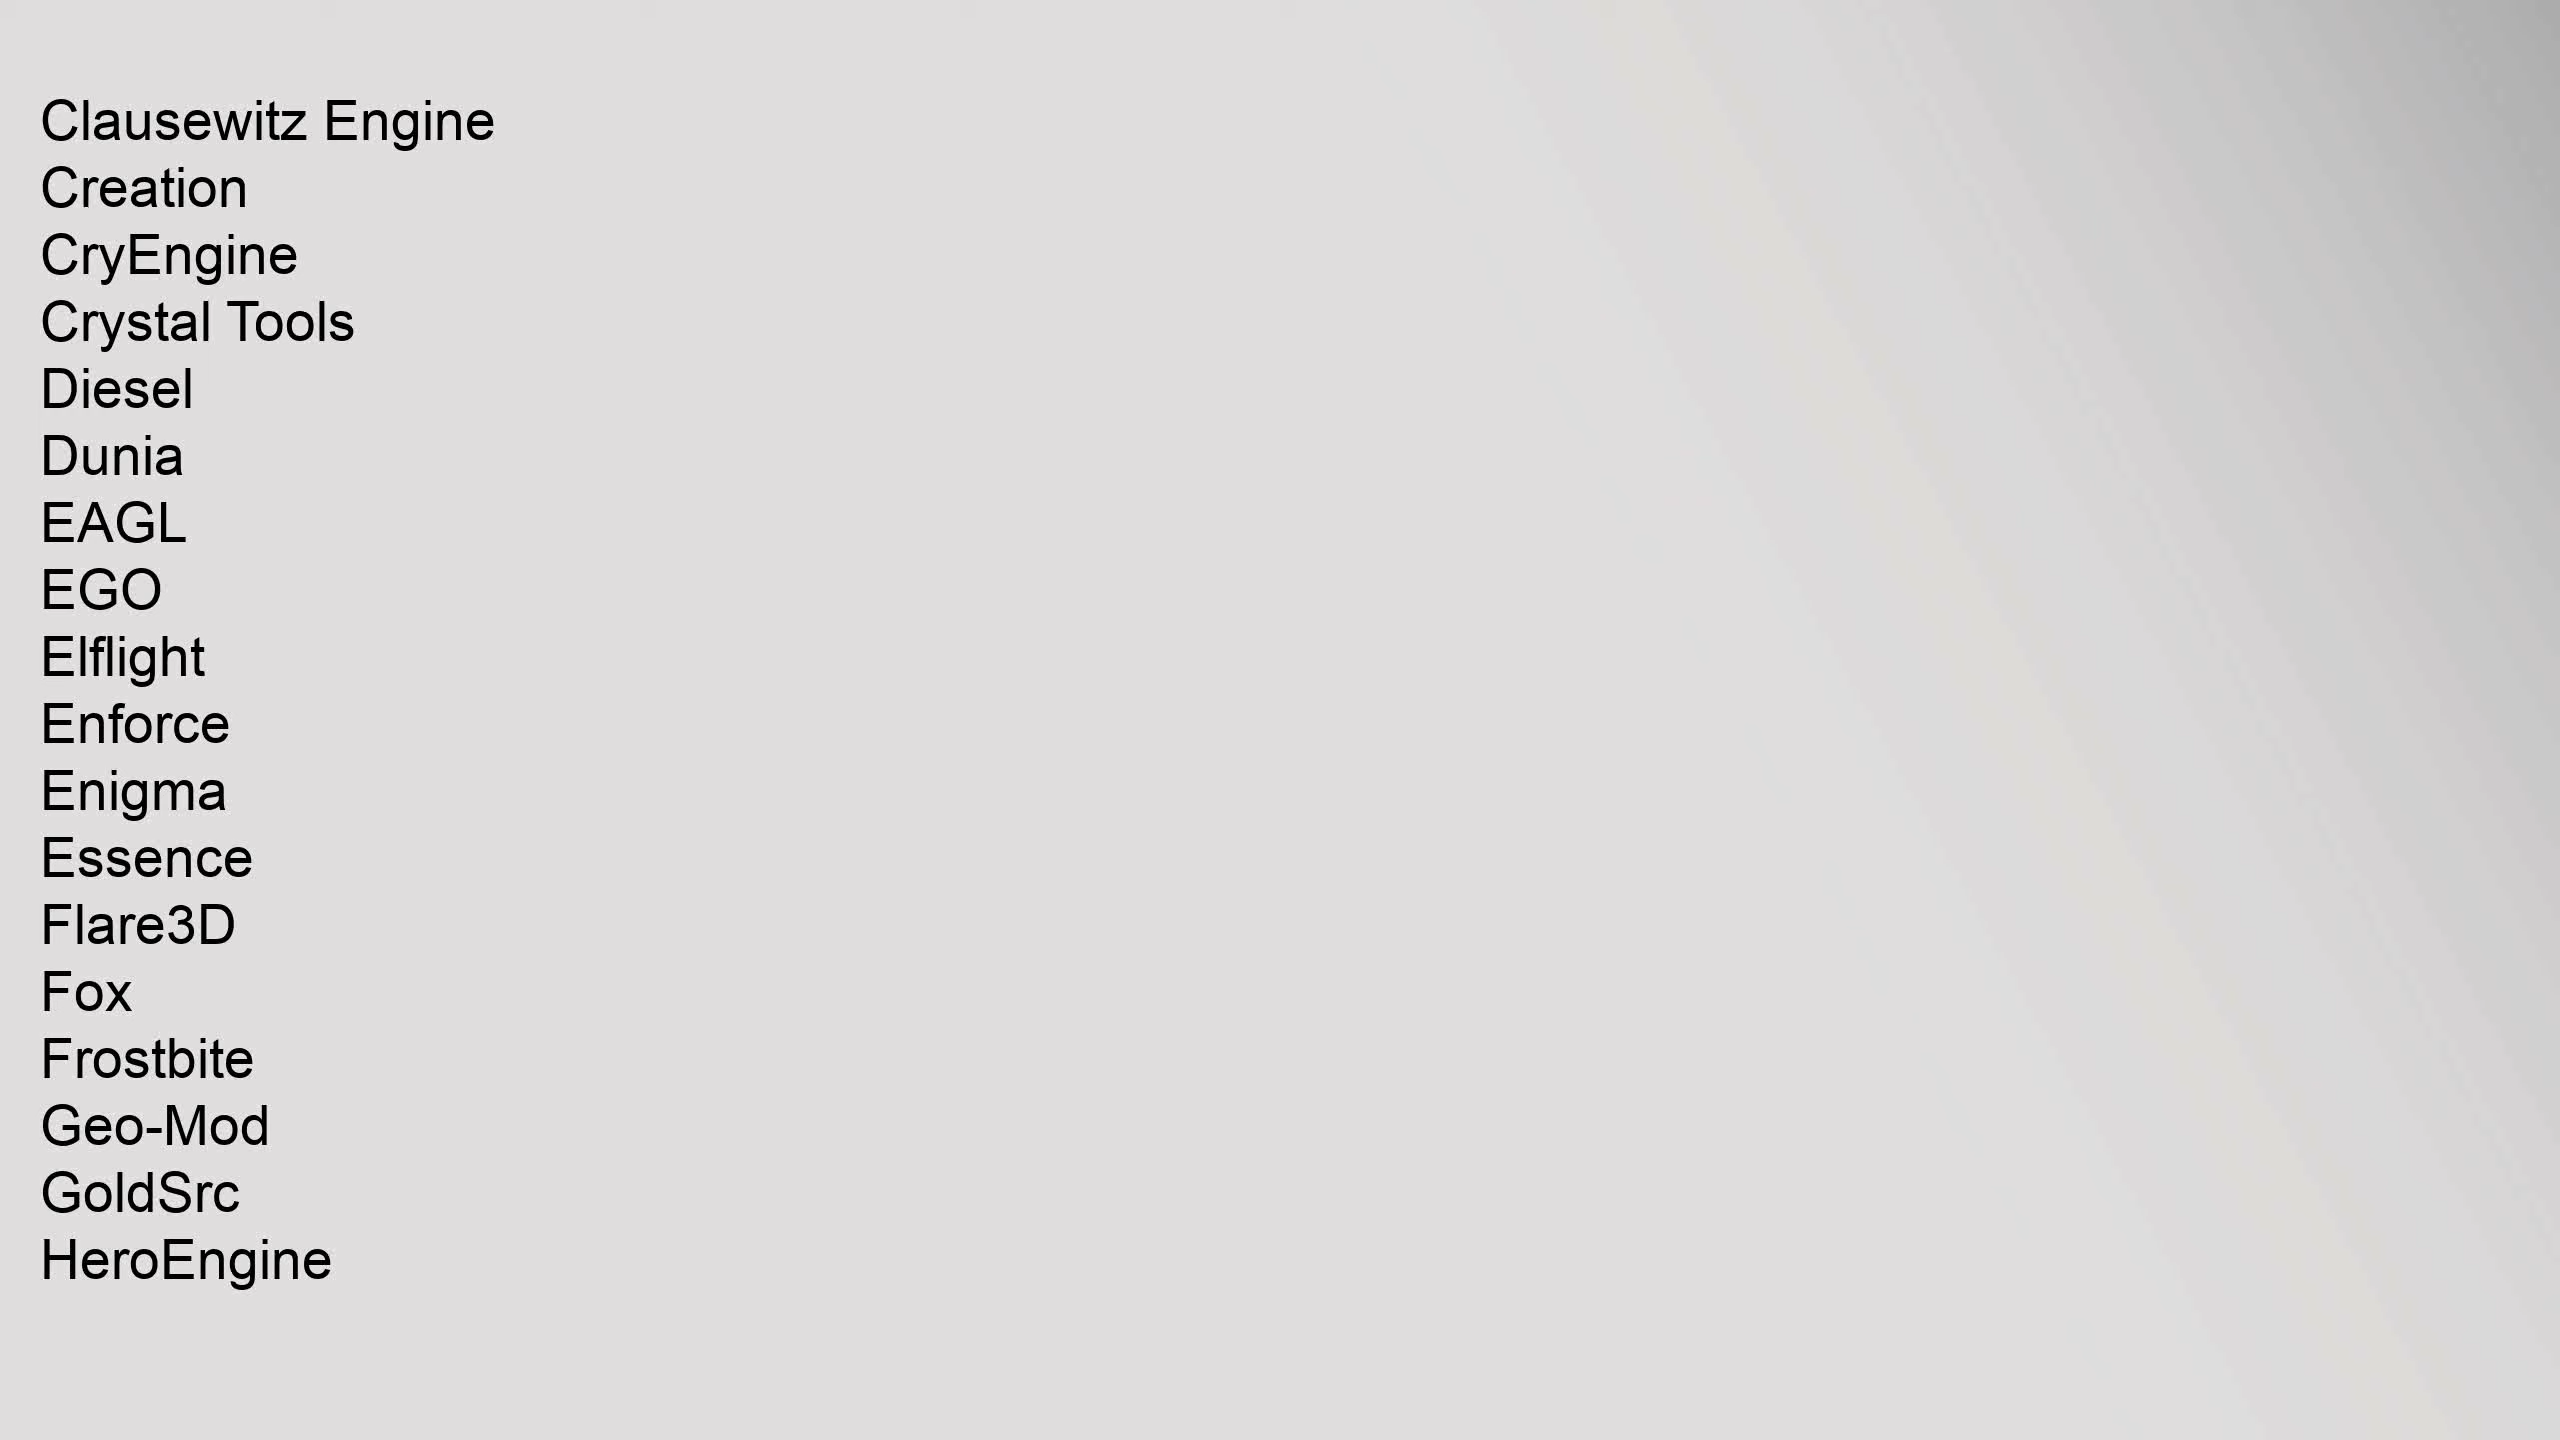 Clausewitz Engine
Creation
CryEngine
Crystal Tools
Diesel
Dunia
EAGL
EGO
Elflight
Enforce
Enigma
Essence
Flare3D
Fox
Frostbite
Geo-Mod
GoldSrc
HeroEngine